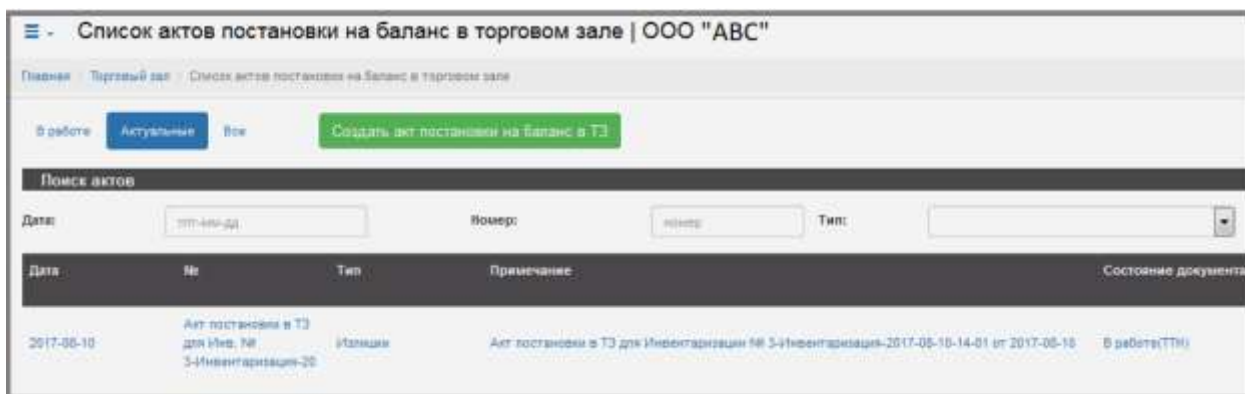 Список актов постановки на баланс в торговом зале | ООО "АВС"
Главная / Торговый зал / Список актов постановки на баланс в торговом зале
В работе Актуальные Все Создать акт постановки на баланс в ТЗ
Поиск актов
Дата: гггг-мм-дд Номер: номер Тип:
Дата № Тип Примечание Состояние документа
2017-08-10 Акт постановки в ТЗ для Инв. № 3-Инвентаризация-20 Излишки Акт постановки в ТЗ для Инвентаризации № 3-Инвентаризация-2017-08-10-14-01 от 2017-08-10 В работе(ТТН)